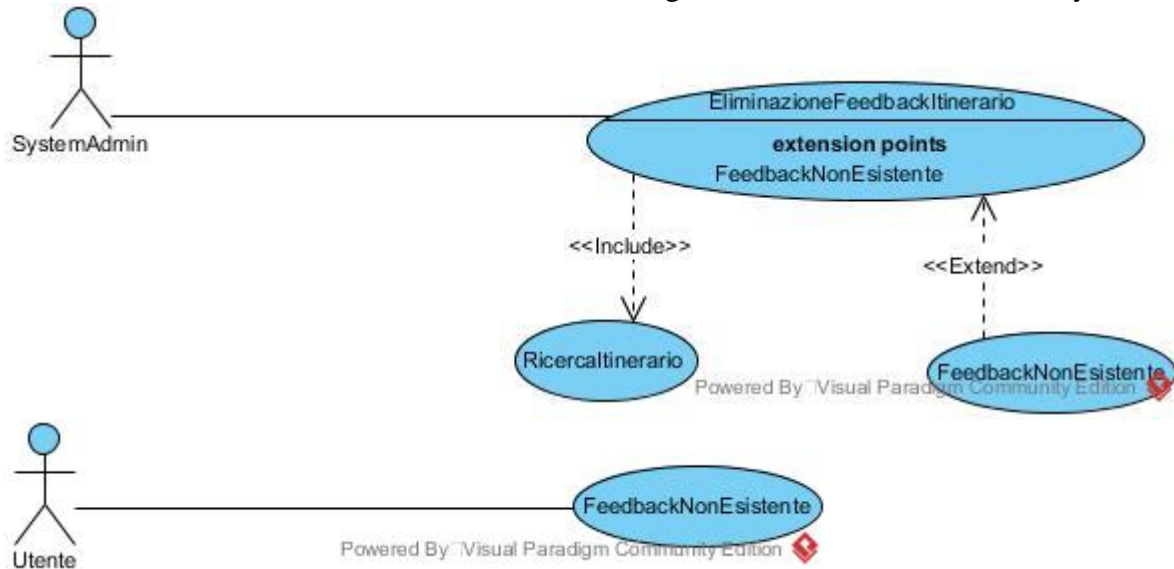 SystemAdmin
EliminazioneFeedbackItinerario
extension points
FeedbackNonEsistente
<<Include>>
<<Extend>>
RicercaItinerario
FeedbackNonEsistente
Powered By Visual Paradigm Community Edition
FeedbackNonEsistente
Utente
Powered By Visual Paradigm Community Edition